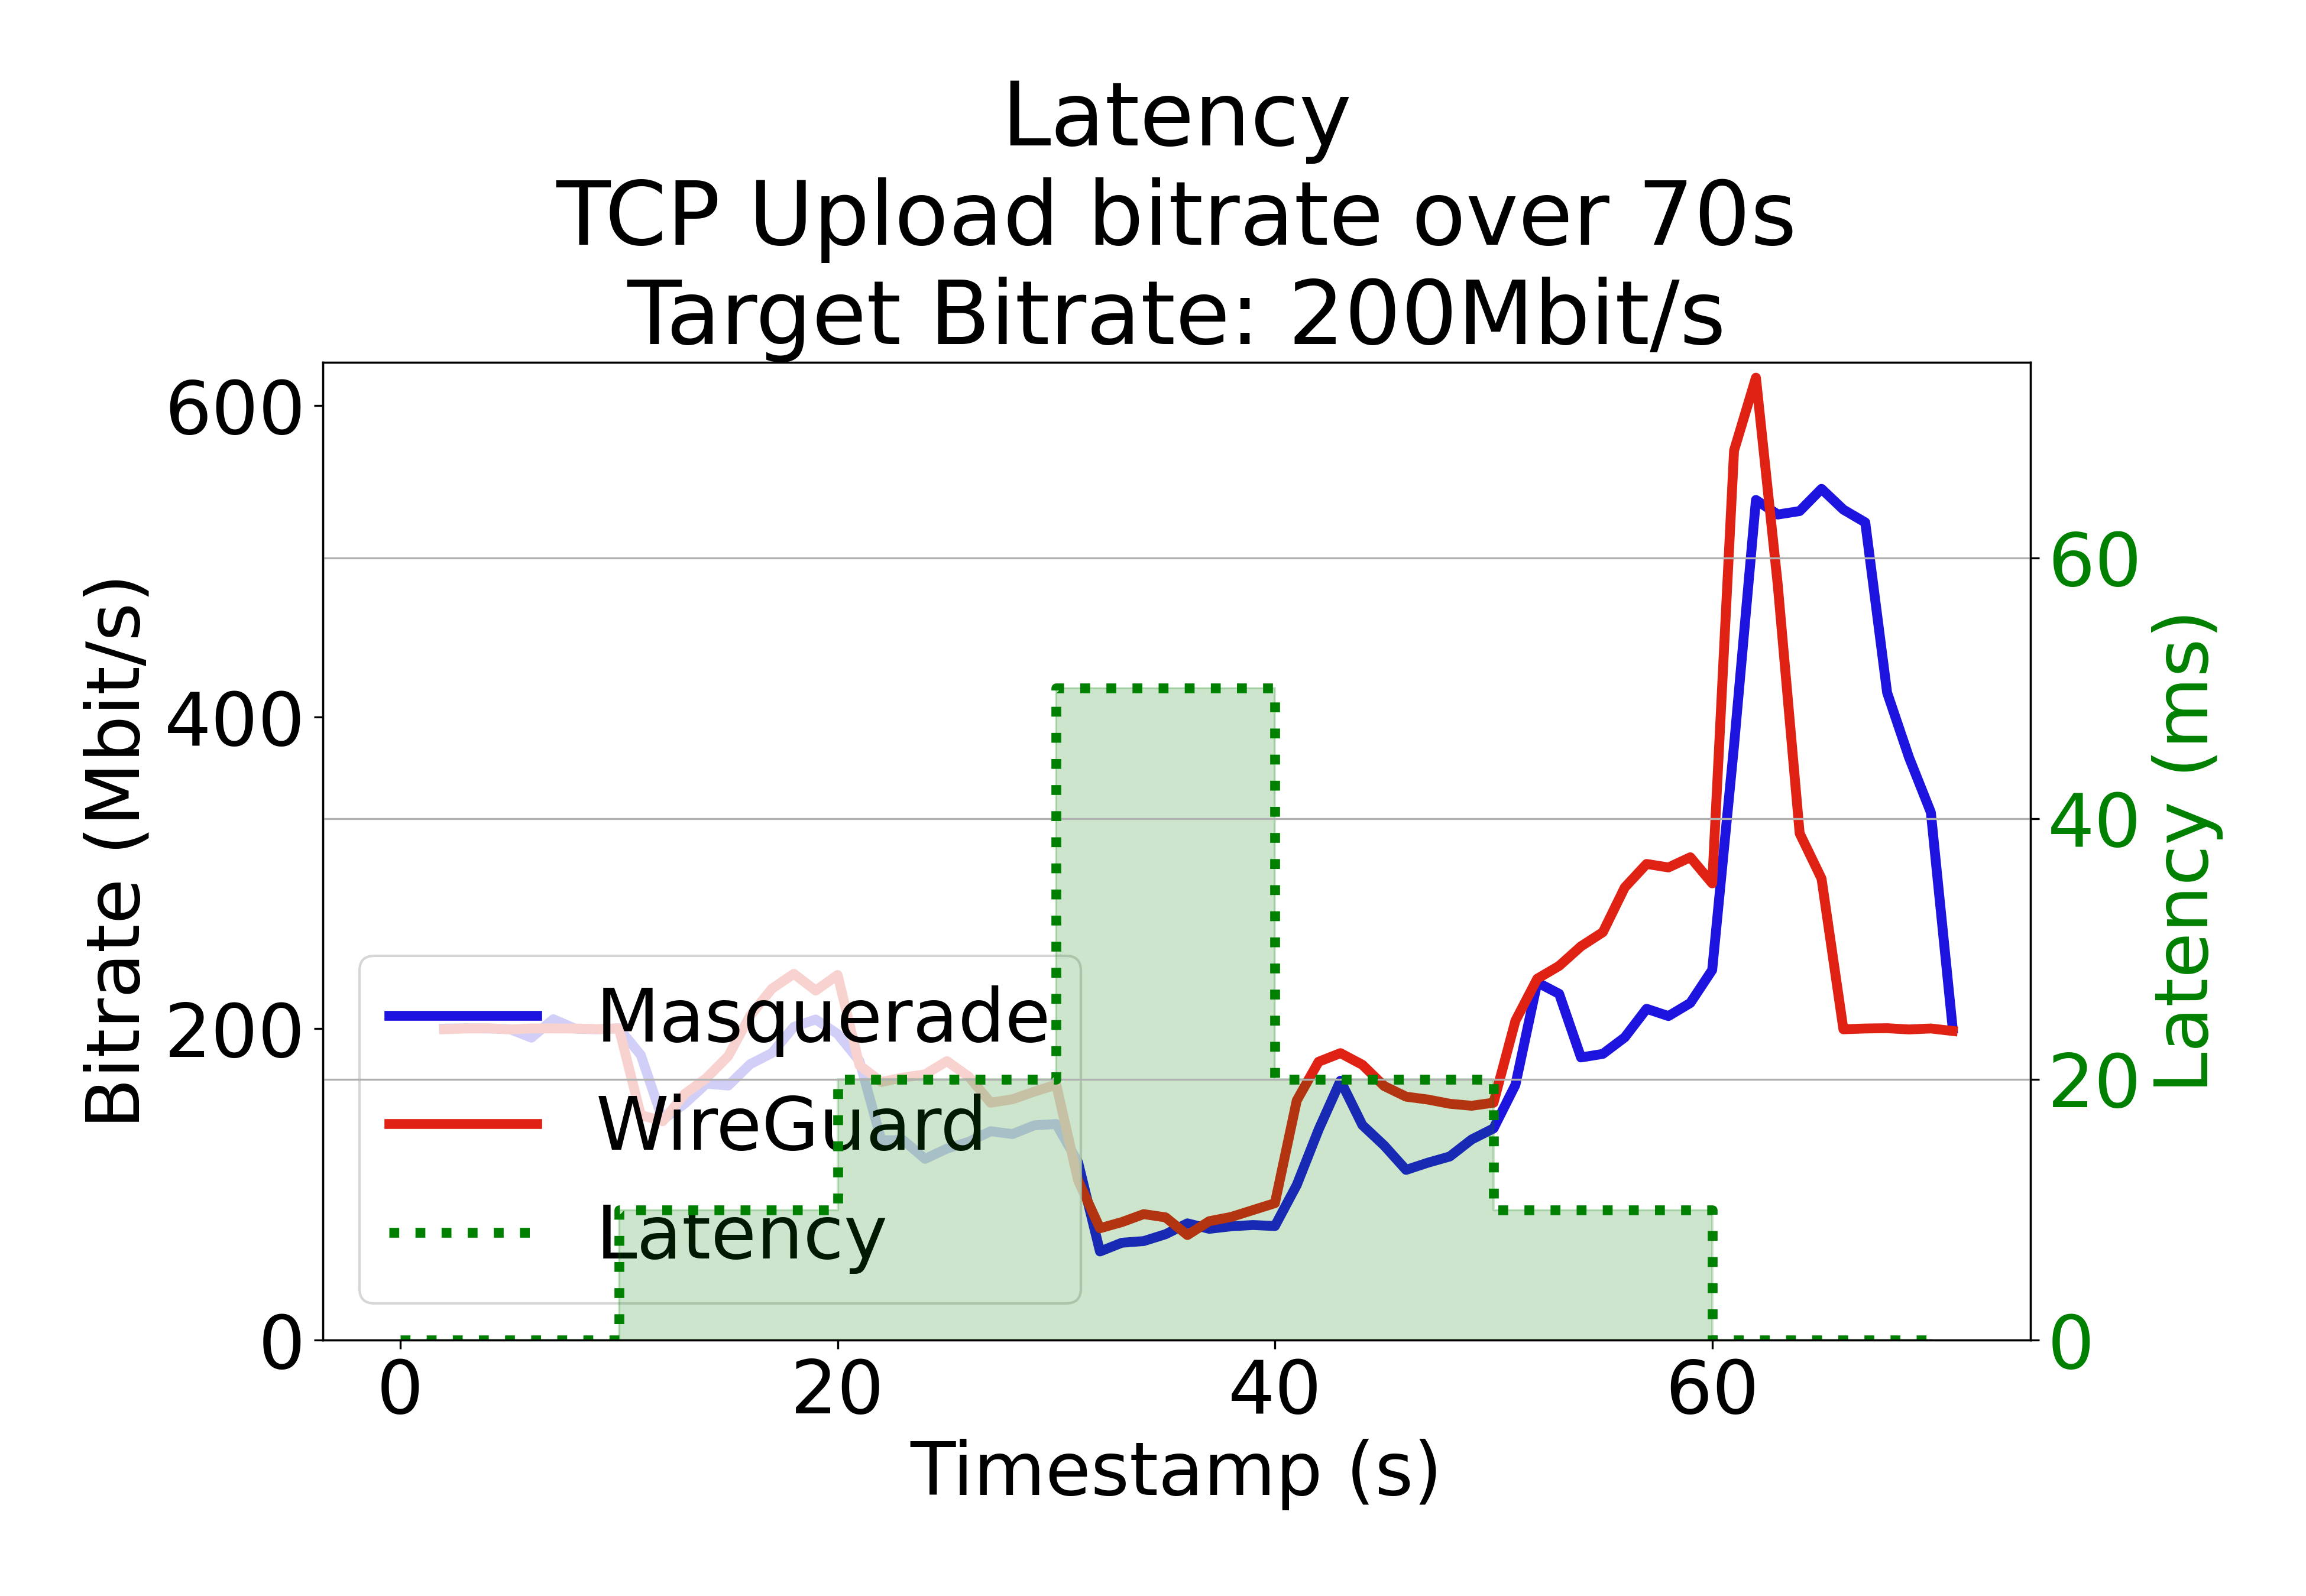 Latency
TCP Upload bitrate over 70s
Target Bitrate: 200Mbit/s
Bitrate (Mbit/s)
600
400
200
0
Masquerade
WireGuard
Latency
60
40
20
0
Latency (ms)
0 20 40 60
Timestamp (s)